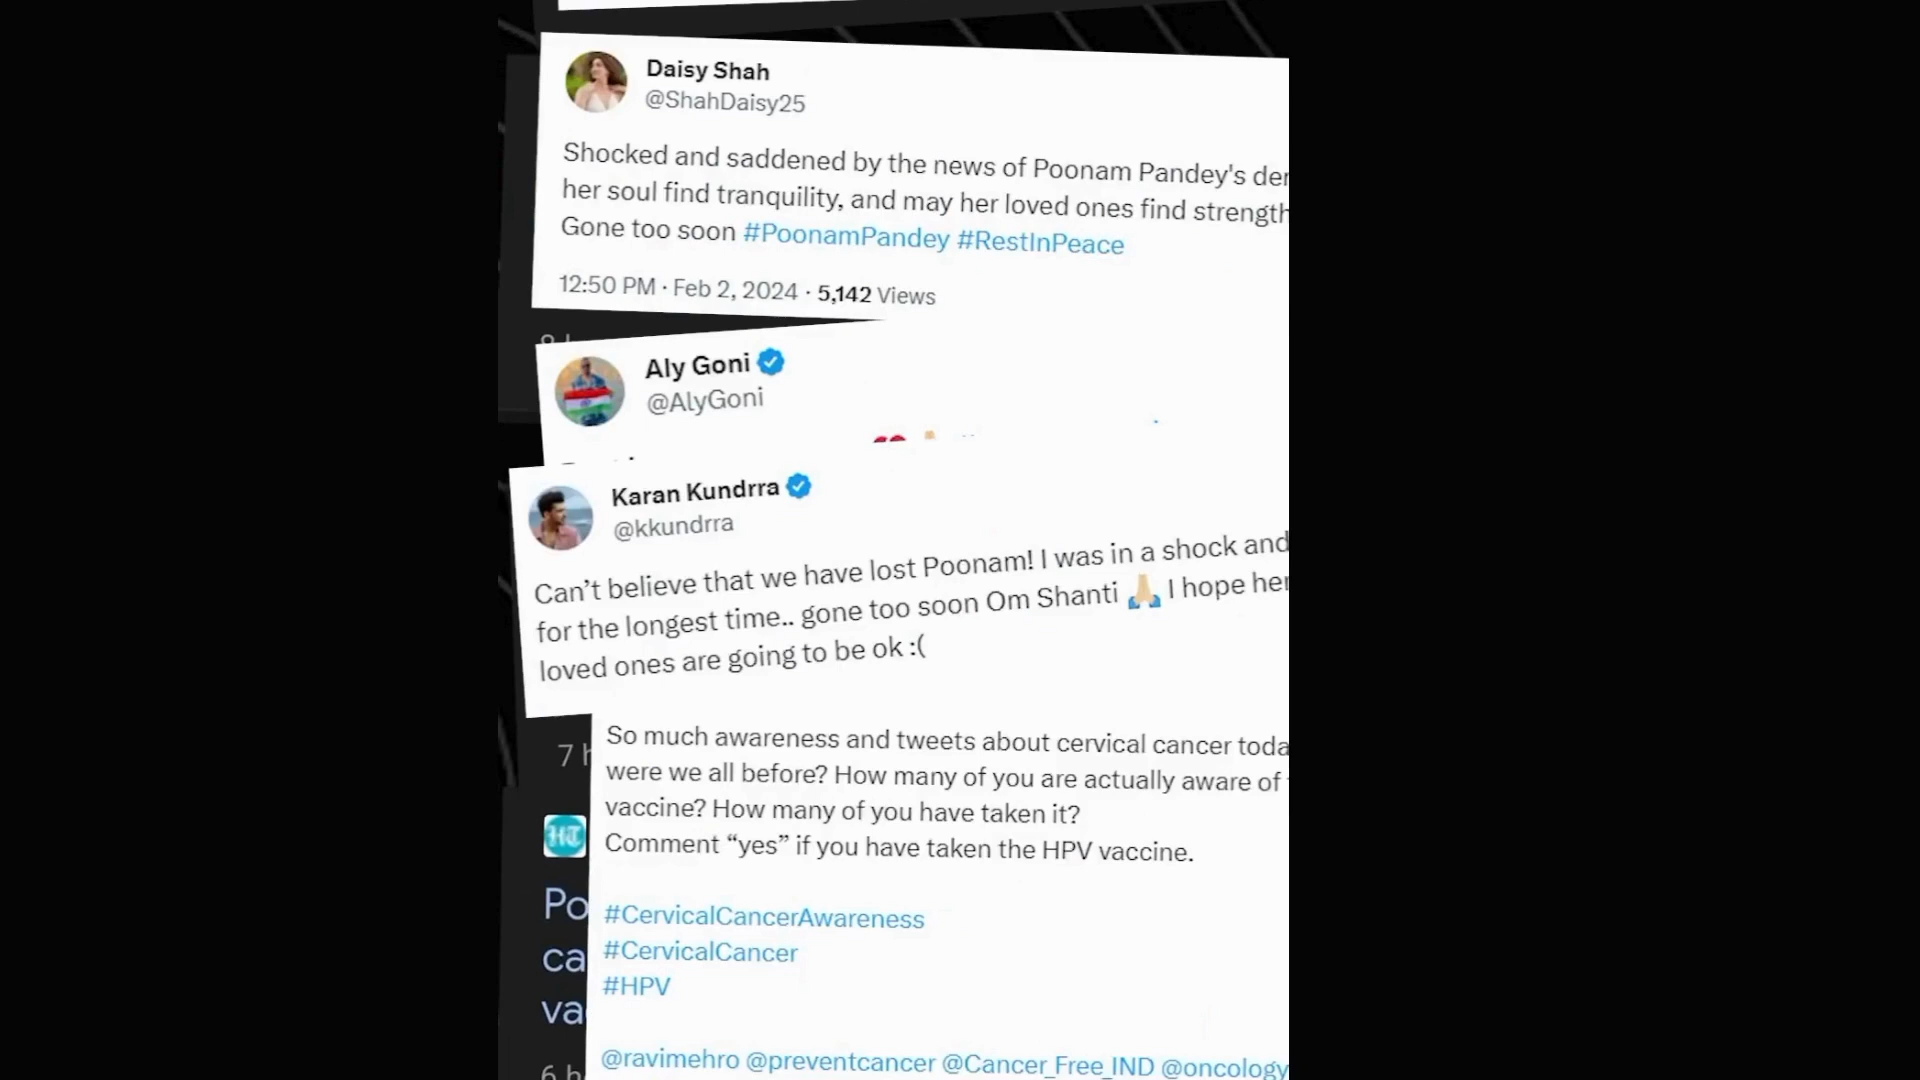 Daisy Shah
@ShahDaisy25
Shocked and saddened by the news of Poonam Pandey's
her soul find tranquility, and may her loved ones find strength
Gone too soon #PoonamPandey #RestInPeace
12:50 PM · Feb 2, 2024 · 5,142 Views
Aly Goni
@AlyGoni
Karan Kundrra
@kkundrra
Can't believe that we have lost Poonam! I was in a shock and
for the longest time.. gone too soon Om Shanti 🙏 I hope her
loved ones are going to be ok :(
7 h
So much awareness and tweets about cervical cancer toda
were we all before? How many of you are actually aware of
vaccine? How many of you have taken it?
Comment “yes” if you have taken the HPV vaccine.
HT
Po
#CervicalCancerAwareness
ca
#CervicalCancer
va
#HPV
6 h
@ravimehro @preventcancer @Cancer_Free_IND @oncology